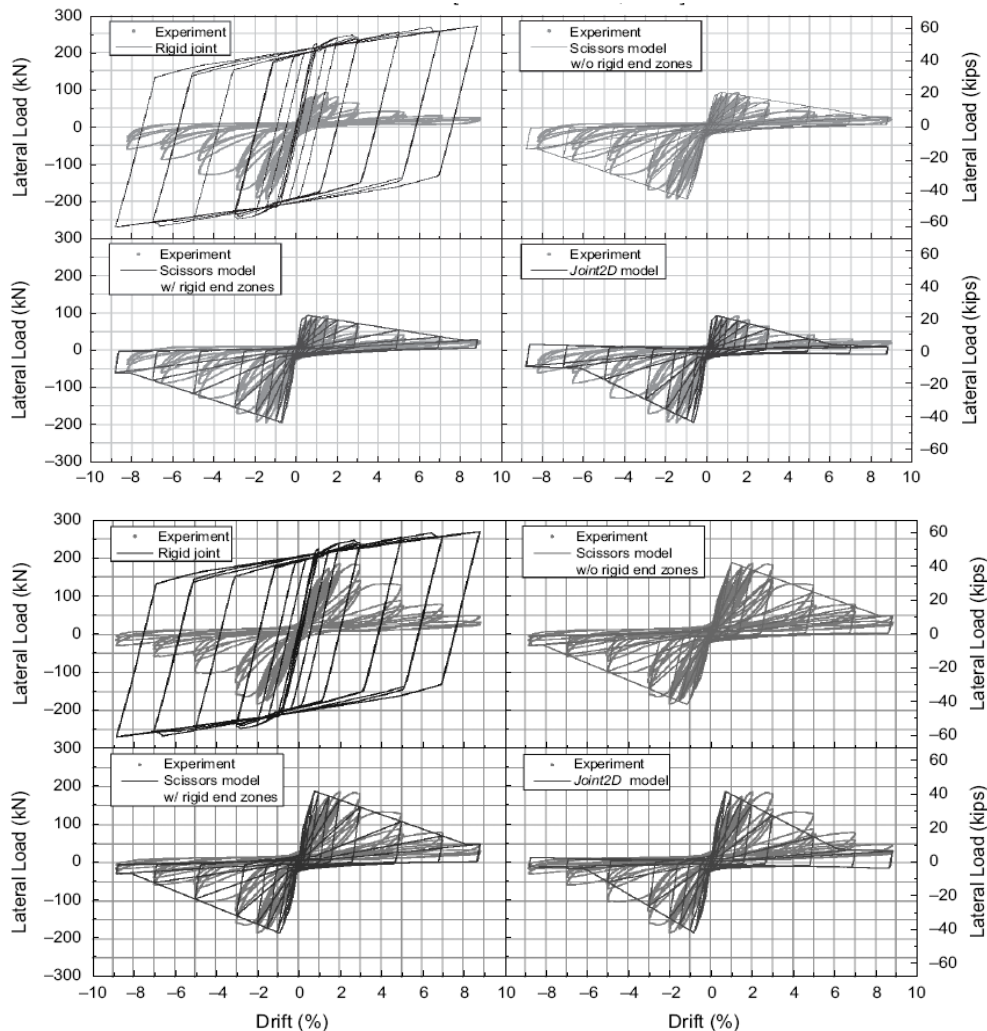 Experiment
Rigid joint
Experiment
Scissors model
w/o rigid end zones
300
200
100
0
−100
−200
300
Lateral Load (kN)
60
40
20
0
−20
−40
−60
Lateral Load (kips)
Experiment
Scissors model
w/ rigid end zones
Experiment
Joint2D model
200
100
0
−100
−200
−300
Lateral Load (kN)
60
40
20
0
−20
−40
−60
Lateral Load (kips)
−10 −8 −6 −4 −2 0 2 4 6 8 10
−8 −6 −4 −2 0 2 4 6 8 10
Experiment
Rigid joint
Experiment
Scissors model
w/o rigid end zones
300
200
100
0
−100
−200
300
Lateral Load (kN)
60
40
20
0
−20
−40
−60
Lateral Load (kips)
Experiment
Scissors model
w/ rigid end zones
Experiment
Joint2D model
200
100
0
−100
−200
−300
Lateral Load (kN)
60
40
20
0
−20
−40
−60
Lateral Load (kips)
−10 −8 −6 −4 −2 0 2 4 6 8 10
−8 −6 −4 −2 0 2 4 6 8 10
Drift (%)
Drift (%)